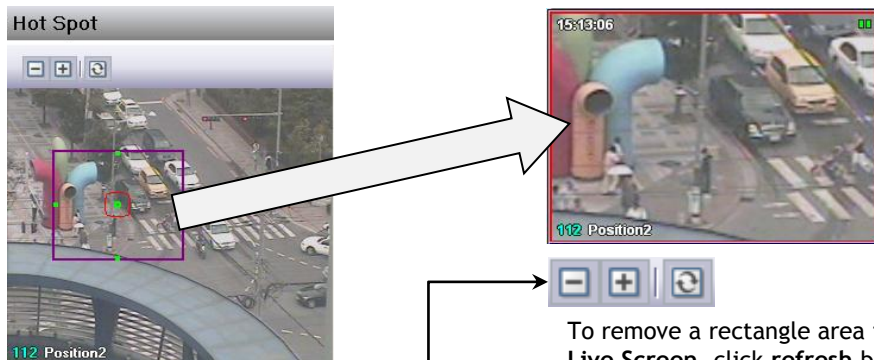 Hot Spot
15:13:06
112 Position2
112 Position2
To remove a rectangle area
Live Screen, click refresh b